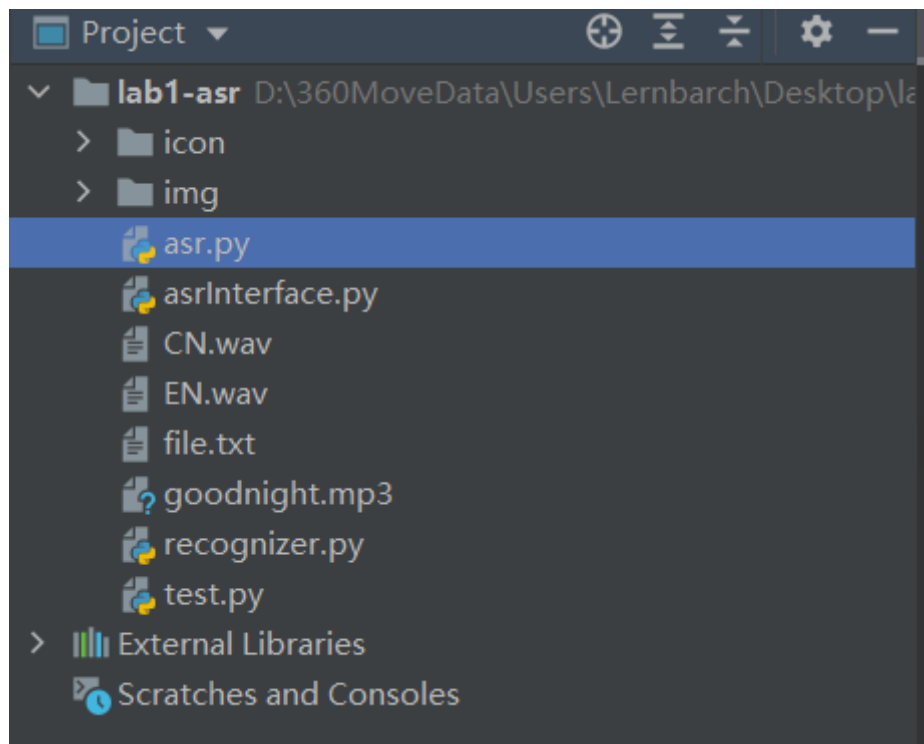 Project
lab1-asr D:\360MoveData\Users\Lernbarch\Desktop\la
icon
img
asr.py
asrInterface.py
CN.wav
EN.wav
file.txt
goodnight.mp3
recognizer.py
test.py
External Libraries
Scratches and Consoles